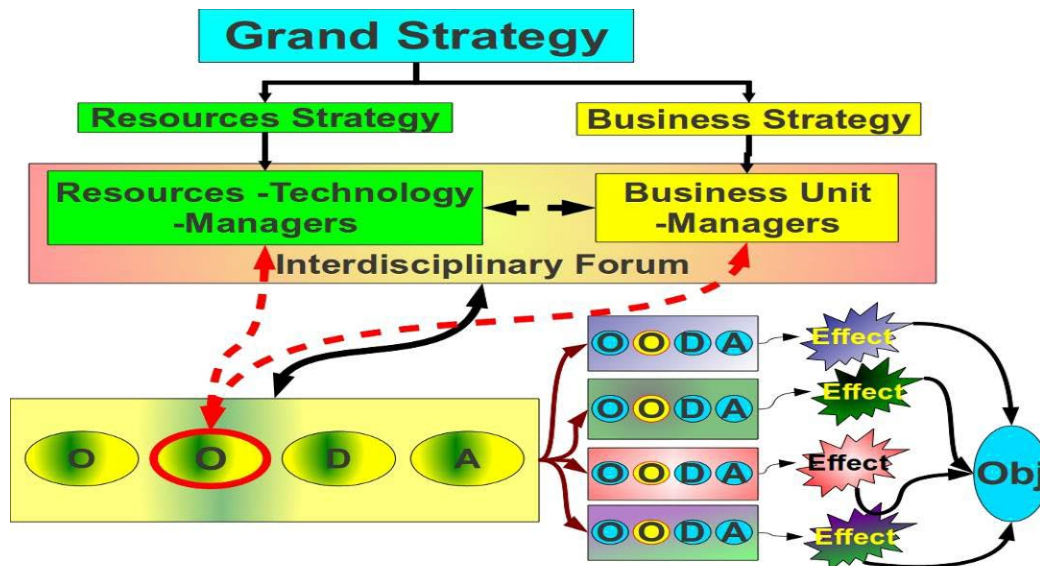 Grand Strategy
Resources Strategy
Business Strategy
Resources -Technology
-Managers
Business Unit
-Managers
Interdisciplinary Forum
O O D A
O O D A
Effect
O O D A
Effect
O O D A
Effect
O O D A
Effect
Obj